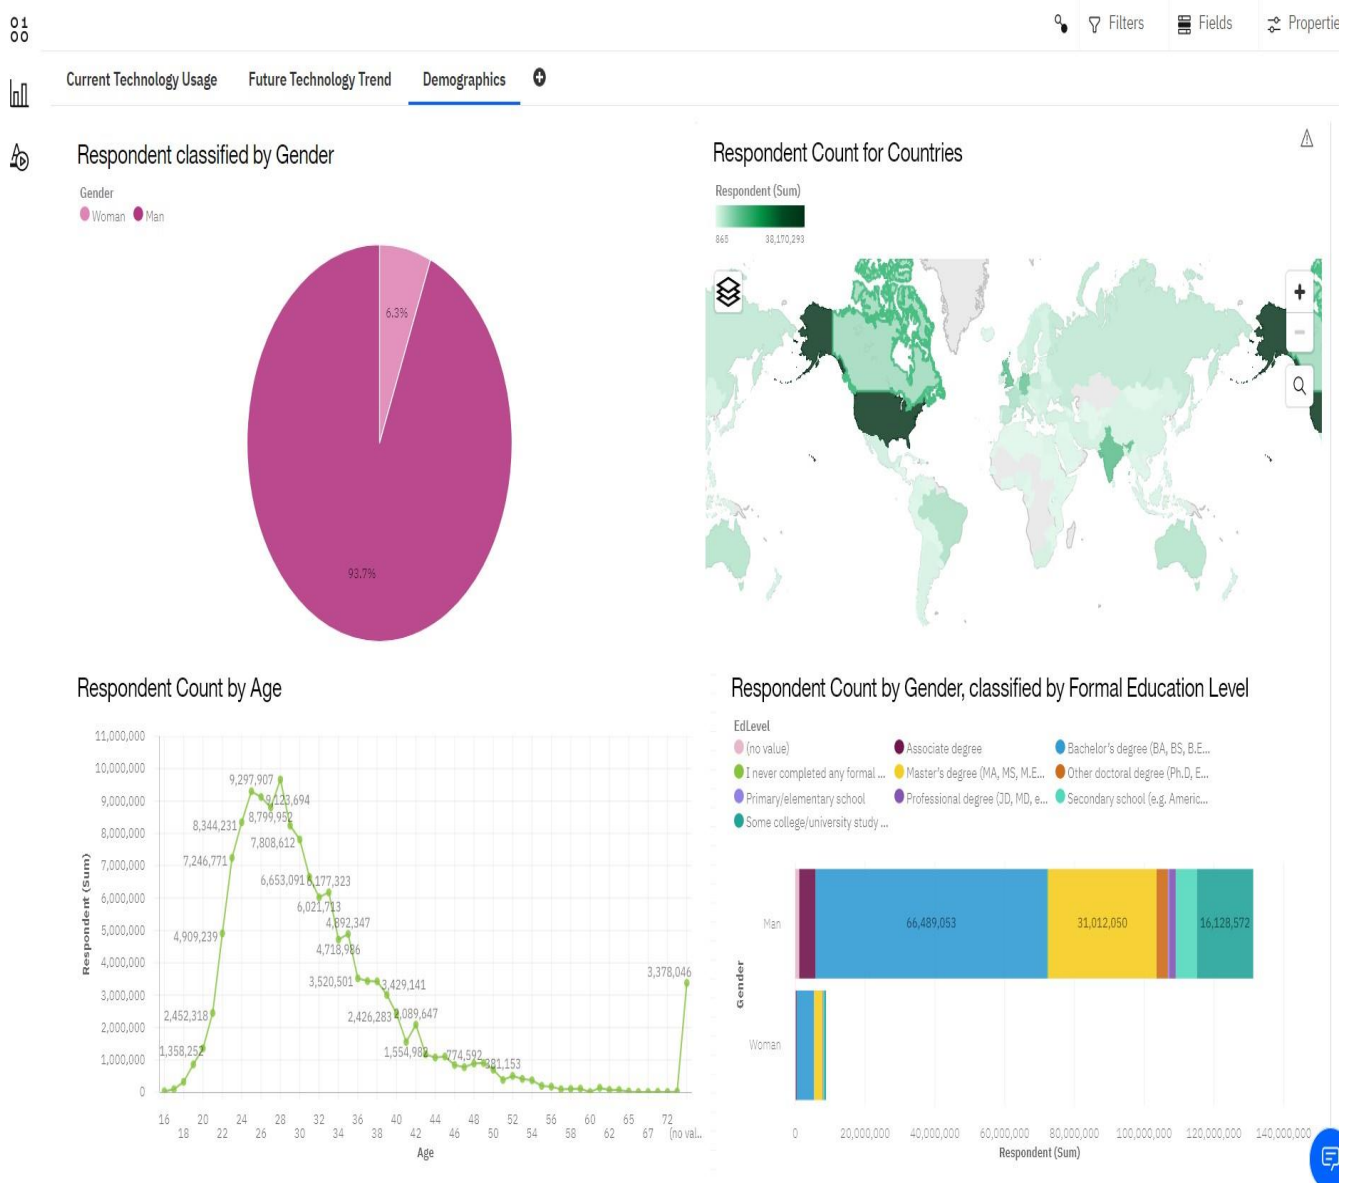 Filters Fields Propertie
Current Technology Usage Future Technology Trend Demographics
Respondent classified by Gender
Gender
Woman Man
6.3%
93.7%
Respondent Count for Countries
Respondent (Sum)
865 38,170,293
Respondent Count by Age
11,000,000
10,000,000
9,000,000
8,000,000
7,000,000
6,000,000
5,000,000
4,000,000
3,000,000
2,000,000
1,000,000
0
Respondent (Sum)
9,297,907
9,123,694
8,799,952
8,344,231
7,808,612
7,246,771
6,653,091
6,177,323
6,021,713
4,892,347
4,909,239
4,718,986
3,520,501
3,429,141
3,378,046
2,452,318
2,426,283
2,089,647
1,358,252
774,592
381,153
16 20 24 28 32 36 40 44 48 52 56 60 65 72
18 22 26 30 34 38 42 46 50 54 58 62 67 (no val...
Age
Respondent Count by Gender, classified by Formal Education Level
EdLevel
(no value) Associate degree Bachelor's degree (BA, BS, B.E...
I never completed any formal ... Master's degree (MA, MS, M.E... Other doctoral degree (Ph.D, E...
Primary/elementary school Professional degree (JD, MD, e... Secondary school (e.g. Americ...
Some college/university study ...
Gender
Man
66,489,053 31,012,050 16,128,572
Woman
0 20,000,000 40,000,000 60,000,000 80,000,000 100,000,000 120,000,000 140,000,000
Respondent (Sum)